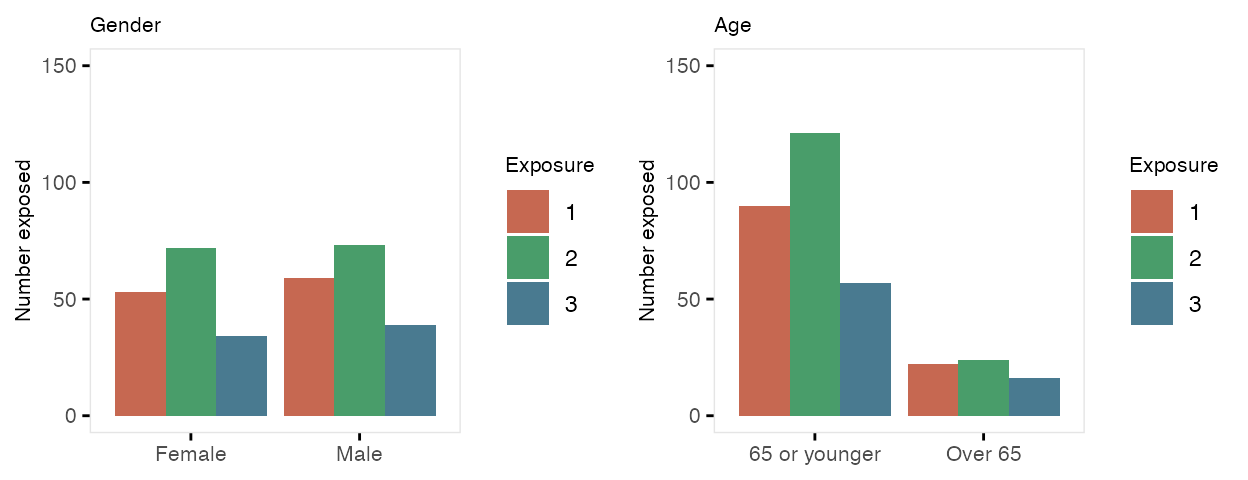 Gender
150
100
50
0
Number exposed
Female
Male
Exposure
1
2
3
Age
150
100
50
0
Number exposed
65 or younger
Over 65
Exposure
1
2
3